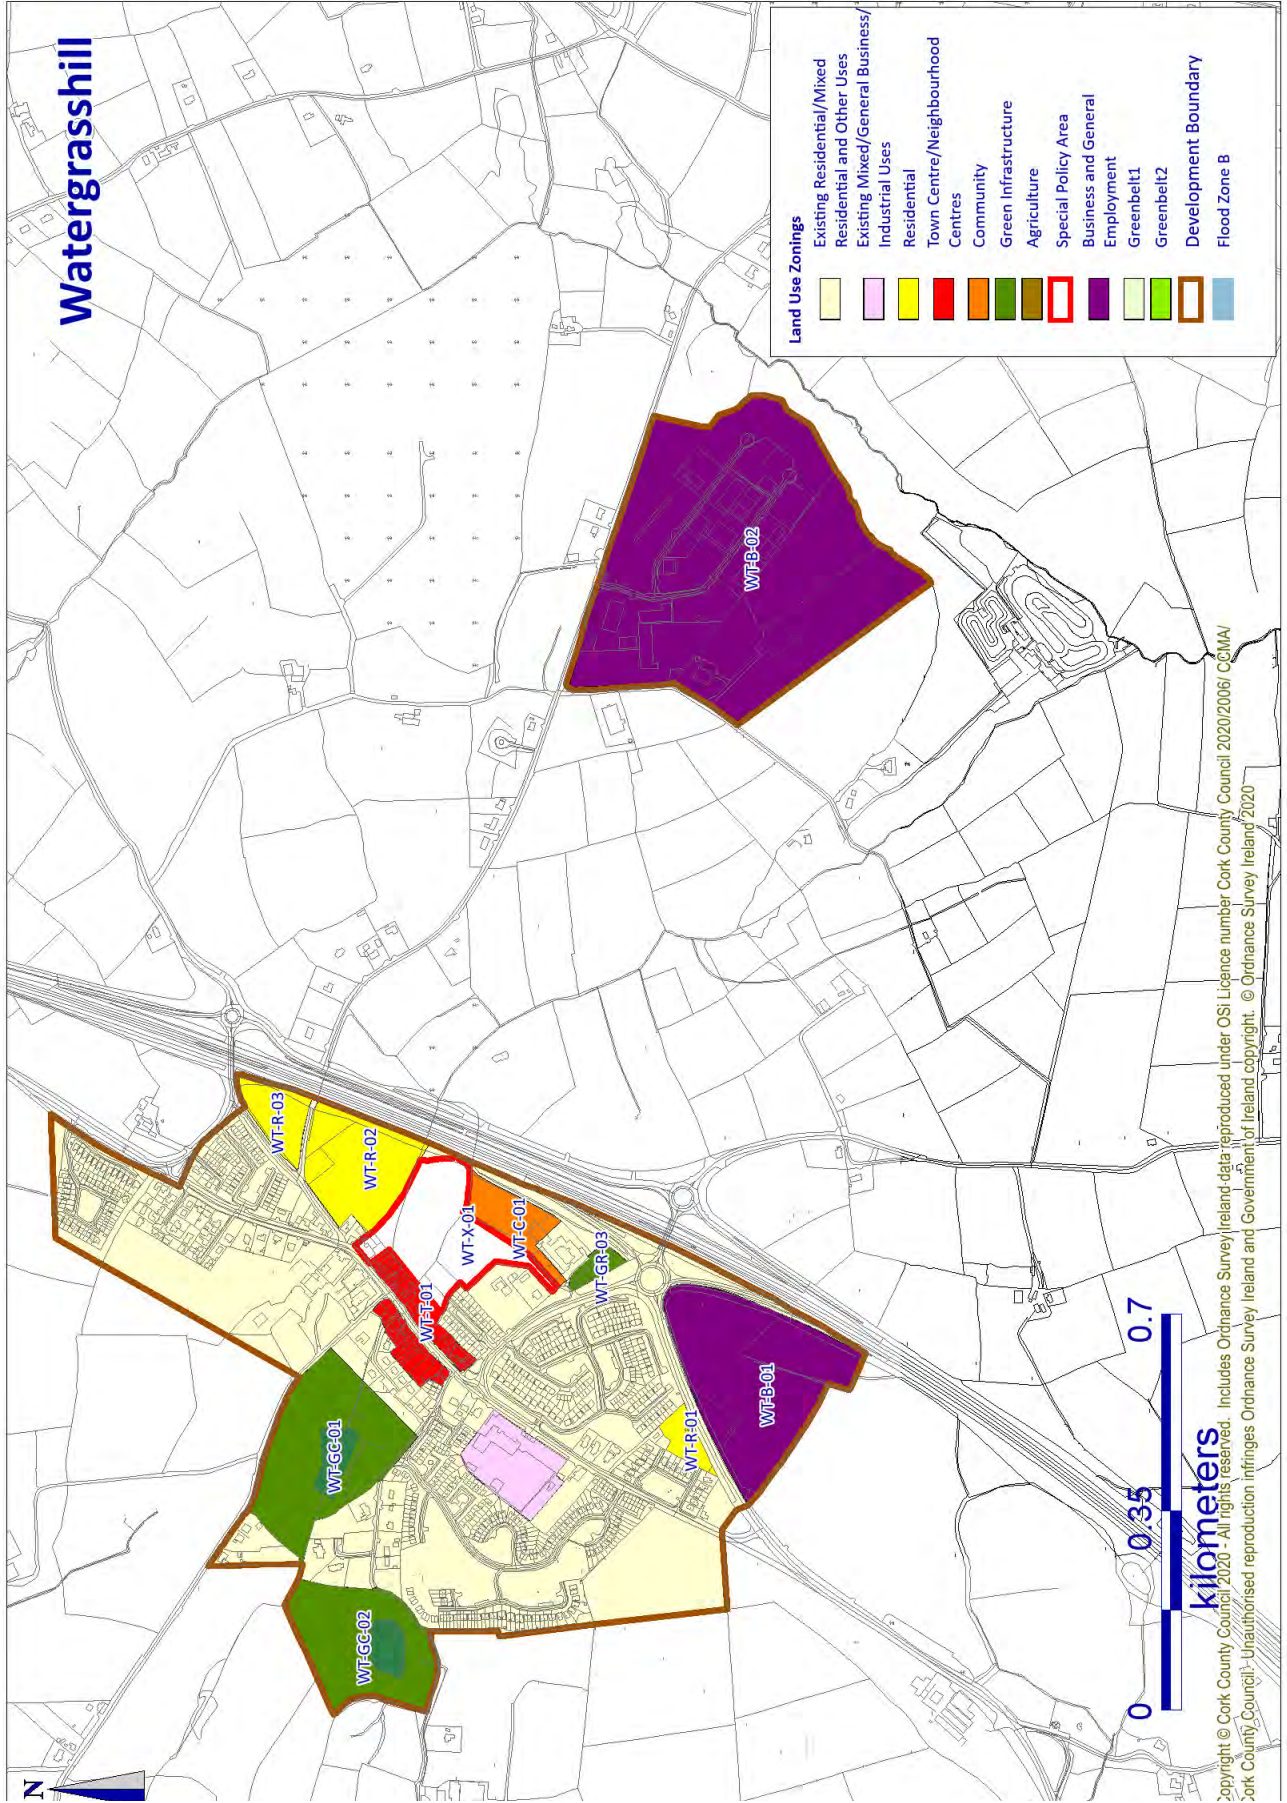 Watergrasshill
N
Land Use Zonings
Existing Residential/Mixed
Residential and Other Uses
Existing Mixed/General Business/
Industrial Uses
Residential
Town Centre/Neighbourhood
Centres
Community
Green Infrastructure
Agriculture
Special Policy Area
Business and General
Employment
Greenbelt1
Greenbelt2
Development Boundary
Flood Zone B
WT-GC-02
WT-GC-01
WT-T-01
WT-R-03
WT-R-02
WT-X-01
WT-C-01
WT-GR-03
WT-R-01
WT-B-01
WT-B-02
0 0.35 0.7
kilometers
Copyright © Cork County Council 2020 - All rights reserved. Includes Ordnance Survey Ireland data reproduced under OSi Licence number Cork County Council 2020/2006/ CCMA/
Cork County Council. Unauthorised reproduction infringes Ordnance Survey Ireland and Government of Ireland copyright. © Ordnance Survey Ireland 2020